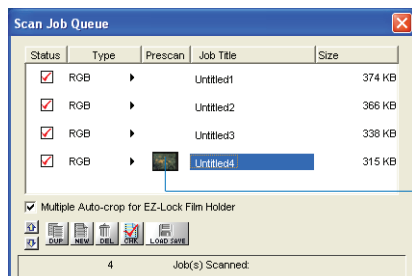 Scan Job Queue
Status Type Prescan Job Title Size
RGB Untitled1 374 KB
RGB Untitled2 366 KB
RGB Untitled3 338 KB
RGB Untitled4 315 KB
Multiple Auto-crop for EZ-Lock Film Holder
DUP NEW DEL CHK LOAD SAVE
4 Job(s) Scanned: